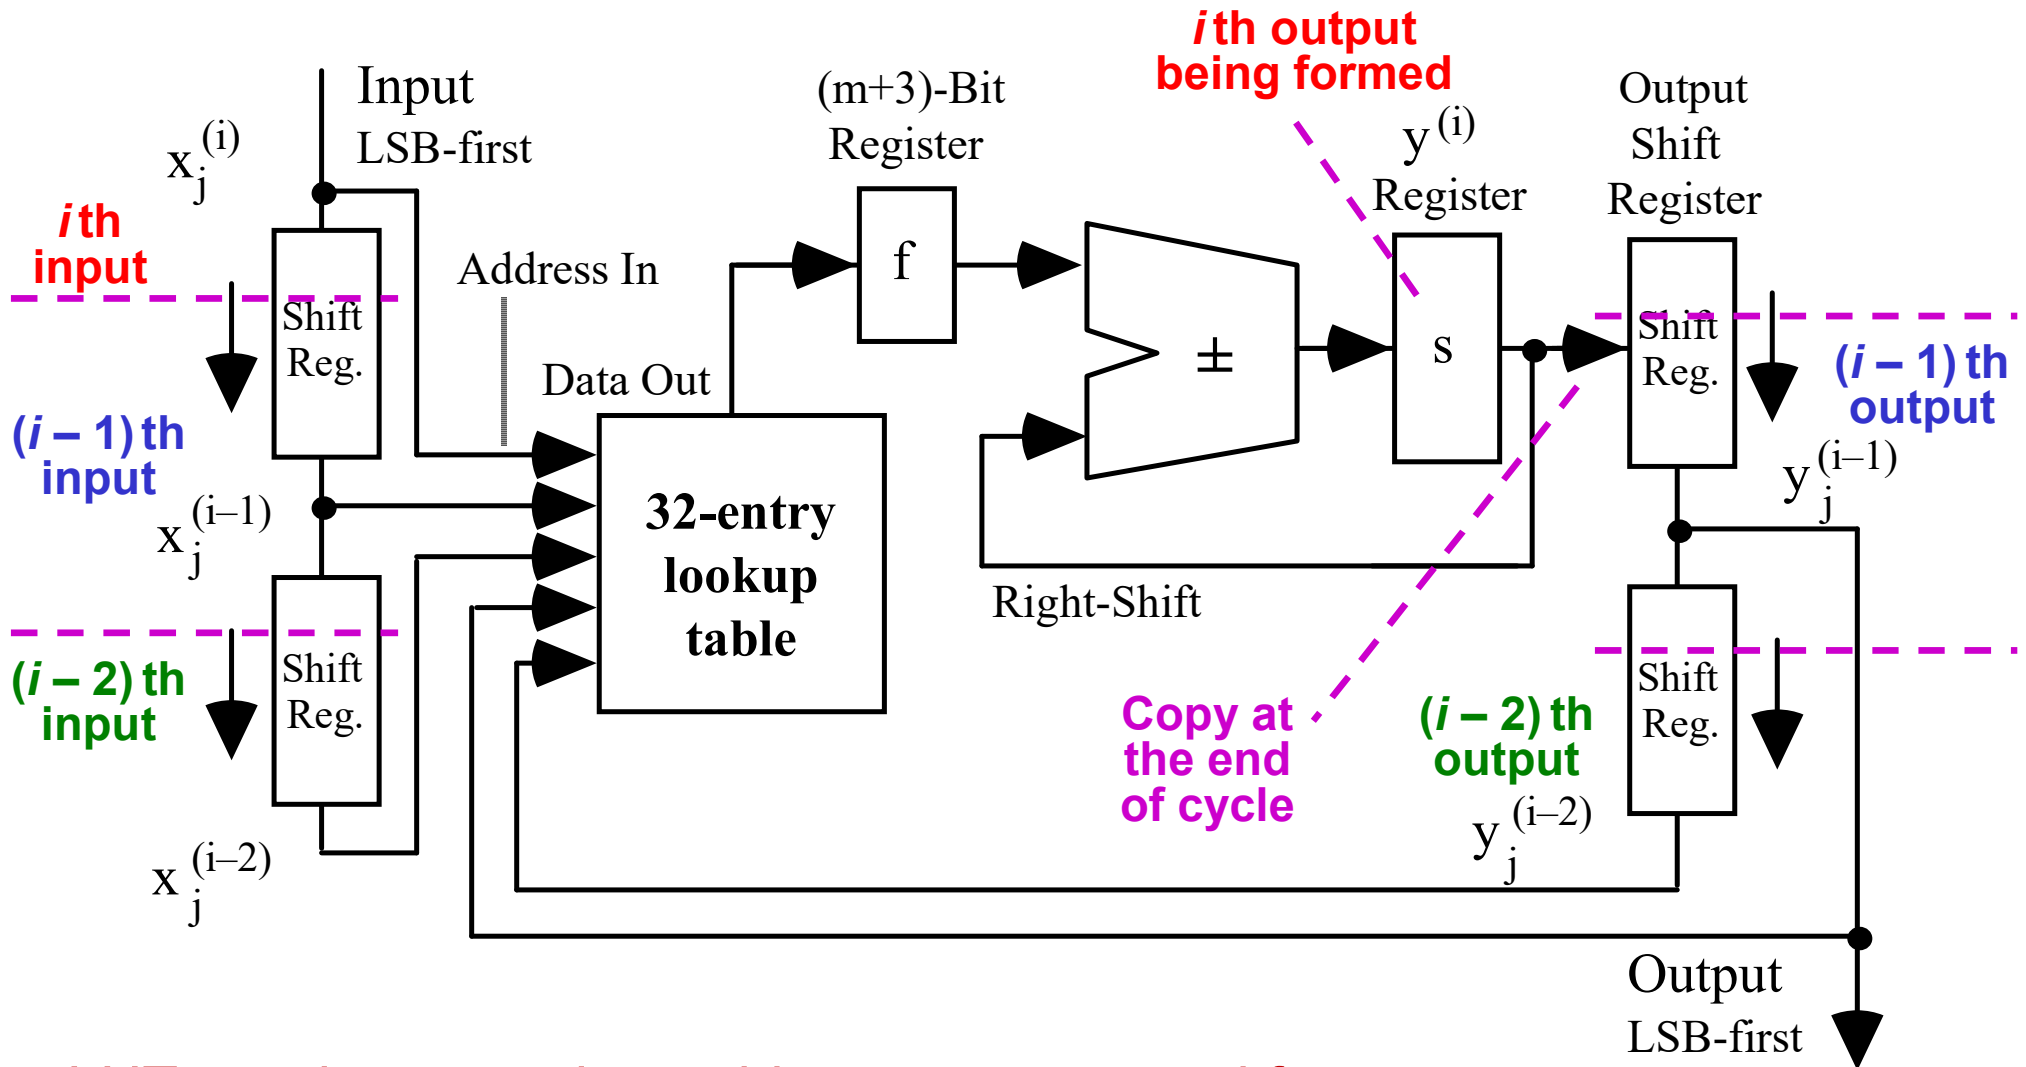 i th output
being formed
Input
LSB-first
x j (i)
(m+3)-Bit
Register
y (i)
Register
Output
Shift
Register
i th
input
Shift
Reg.
Address In
f
±
s
Shift
Reg.
(i – 1) th
output
Data Out
(i – 1) th
input
x j (i–1)
y j (i–1)
32-entry
lookup
table
Right-Shift
(i – 2) th
input
Shift
Reg.
Copy at
the end
of cycle
(i – 2) th
output
Shift
Reg.
x j (i–2)
y j (i–2)
Output
LSB-first